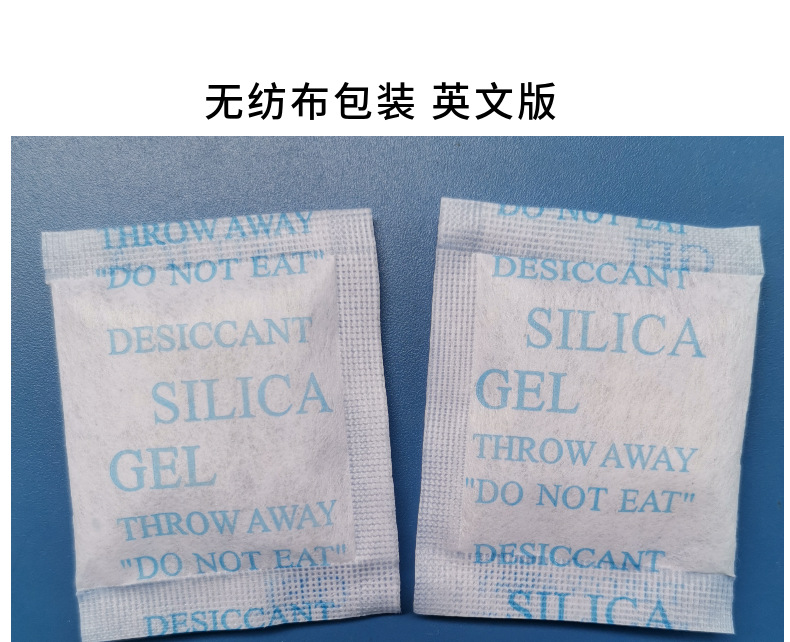 无纺布包装 英文版
THROW AWAY
"DO NOT EAT"
DESICCANT
SILICA
GEL
THROW AWAY
"DO NOT EAT"
DESICCANT
DO NOT EAT
GEL
DESICCANT
SILICA
GEL
THROW AWAY
"DO NOT EAT"
DESICCANT
SILICA